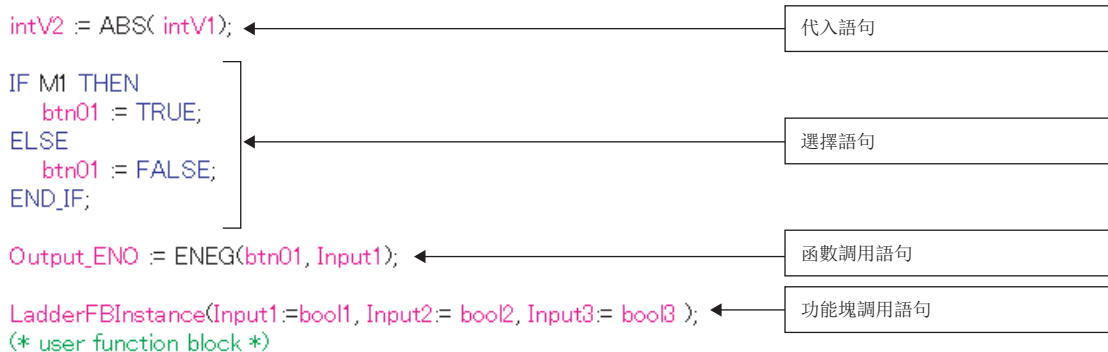 intV2 := ABS( intV1);
代入語句
IF M1 THEN
btn01 := TRUE;
ELSE
btn01 := FALSE;
END_IF;
選擇語句
Output_ENO := ENEG(btn01, Input1);
函數調用語句
LadderFBInstance(Input1:=bool1, Input2:= bool2, Input3:= bool3 );
功能塊調用語句
(* user function block *)